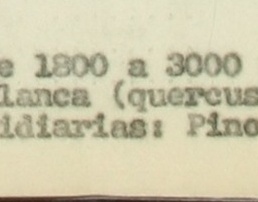 e 1800 a 3000
lanca (quercus
idiarias: Pino